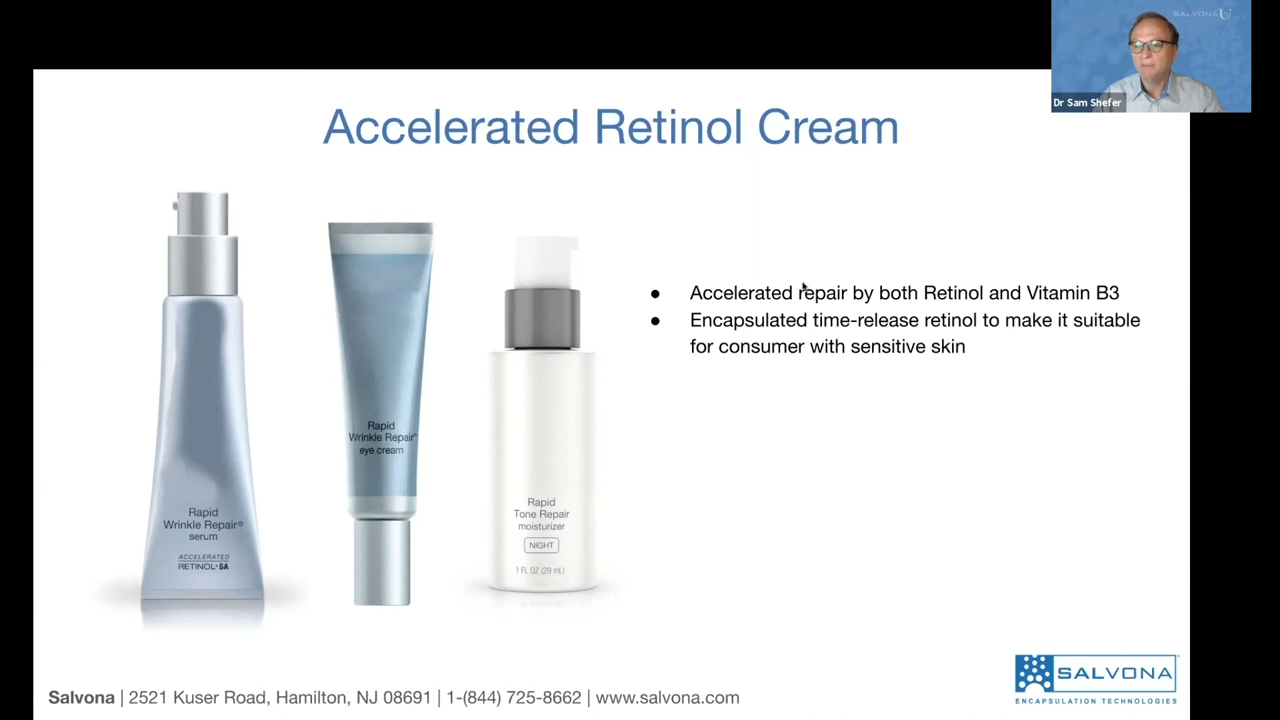 SALVONA U
Dr Sam Shefer
Accelerated Retinol Cream
Rapid
Wrinkle Repair®
serum
ACCELERATED
RETINOL·SA
Rapid
Wrinkle Repair®
eye cream
Rapid
Tone Repair
moisturizer
NIGHT
1 FL OZ (29 mL)
● Accelerated repair by both Retinol and Vitamin B3
● Encapsulated time-release retinol to make it suitable
for consumer with sensitive skin
Salvona | 2521 Kuser Road, Hamilton, NJ 08691 | 1-(844) 725-8662 | www.salvona.com
SALVONA®
ENCAPSULATION TECHNOLOGIES